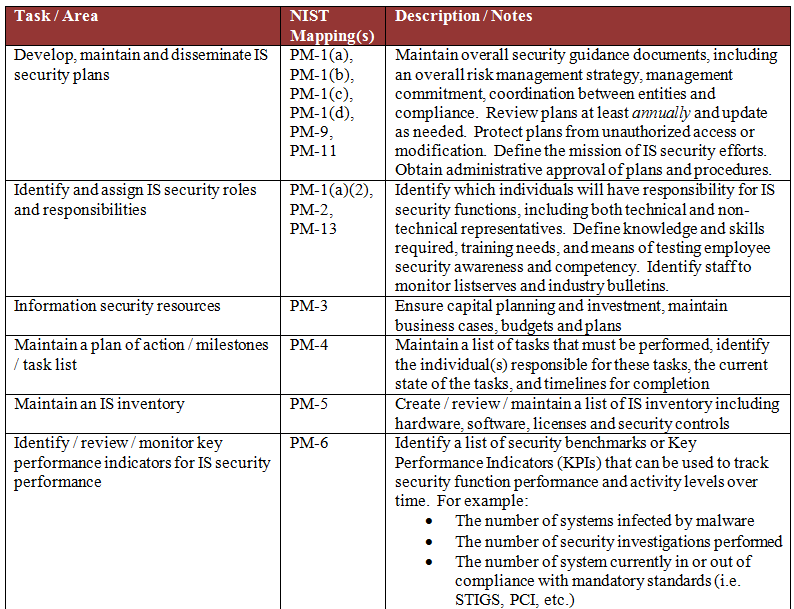 Task / Area
NIST Mapping(s)
Description / Notes
Develop, maintain and disseminate IS
security plans
PM-1(a),
PM-1(b),
PM-1(c),
PM-1(d),
PM-9,
PM-11
Maintain overall security guidance documents, including
an overall risk management strategy, management
commitment, coordination between entities and
compliance. Review plans at least annually and update
as needed. Protect plans from unauthorized access or
modification. Define the mission of IS security efforts.
Obtain administrative approval of plans and procedures.
Identify and assign IS security roles
and responsibilities
PM-1(a)(2),
PM-2,
PM-13
Identify which individuals will have responsibility for IS
security functions, including both technical and non-
technical representatives. Define knowledge and skills
required, training needs, and means of testing employee
security awareness and competency. Identify staff to
monitor listserves and industry bulletins.
Information security resources
PM-3
Ensure capital planning and investment, maintain
business cases, budgets and plans
Maintain a plan of action / milestones
/ task list
PM-4
Maintain a list of tasks that must be performed, identify
the individual(s) responsible for these tasks, the current
state of the tasks, and timelines for completion
Maintain an IS inventory
PM-5
Create / review / maintain a list of IS inventory including
hardware, software, licenses and security controls
Identify / review / monitor key
performance indicators for IS security
performance
PM-6
Identify a list of security benchmarks or Key
Performance Indicators (KPIs) that can be used to track
security function performance and activity levels over
time. For example:
• The number of systems infected by malware
• The number of security investigations performed
• The number of system currently in or out of
compliance with mandatory standards (i.e.
STIGS, PCI, etc.)